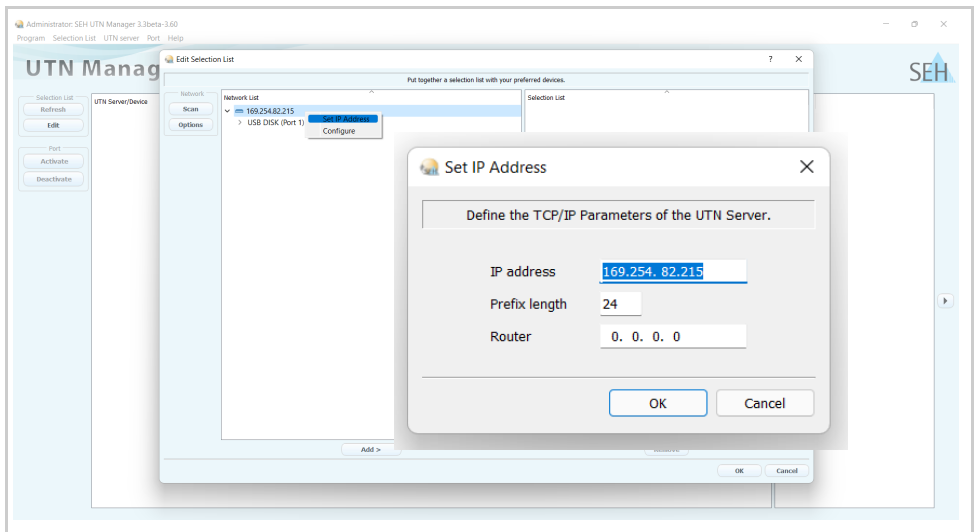 Administrator: SEH UTN Manager 3.3beta-3.60
Program Selection List UTN server Port Help
UTN Manag
SEH
Selection List
Refresh
Edit
Port
Activate
Deactivate
UTN Server/Device
Edit Selection List
Put together a selection list with your preferred devices.
Network
Scan
Options
Network List
169.254.82.215
USB DISK (Port 1)
Set IP Address
Configure
Selection List
Add >
OK Cancel
Set IP Address
Define the TCP/IP Parameters of the UTN Server.
IP address 169.254. 82.215
Prefix length 24
Router 0. 0. 0. 0
OK Cancel